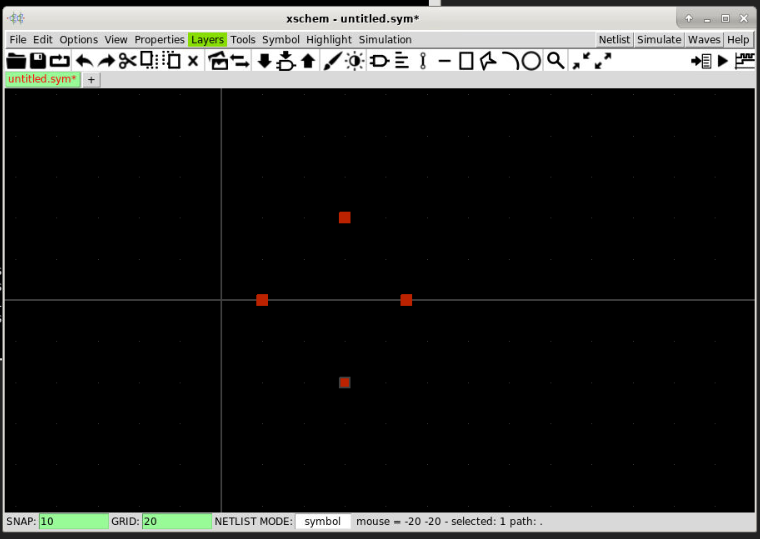 xschem - untitled.sym*
File Edit Options View Properties Layers Tools Symbol Highlight Simulation Netlist Simulate Waves Help
untitled.sym* +
SNAP: 10 GRID: 20 NETLIST MODE: symbol mouse = -20 -20 - selected: 1 path: .